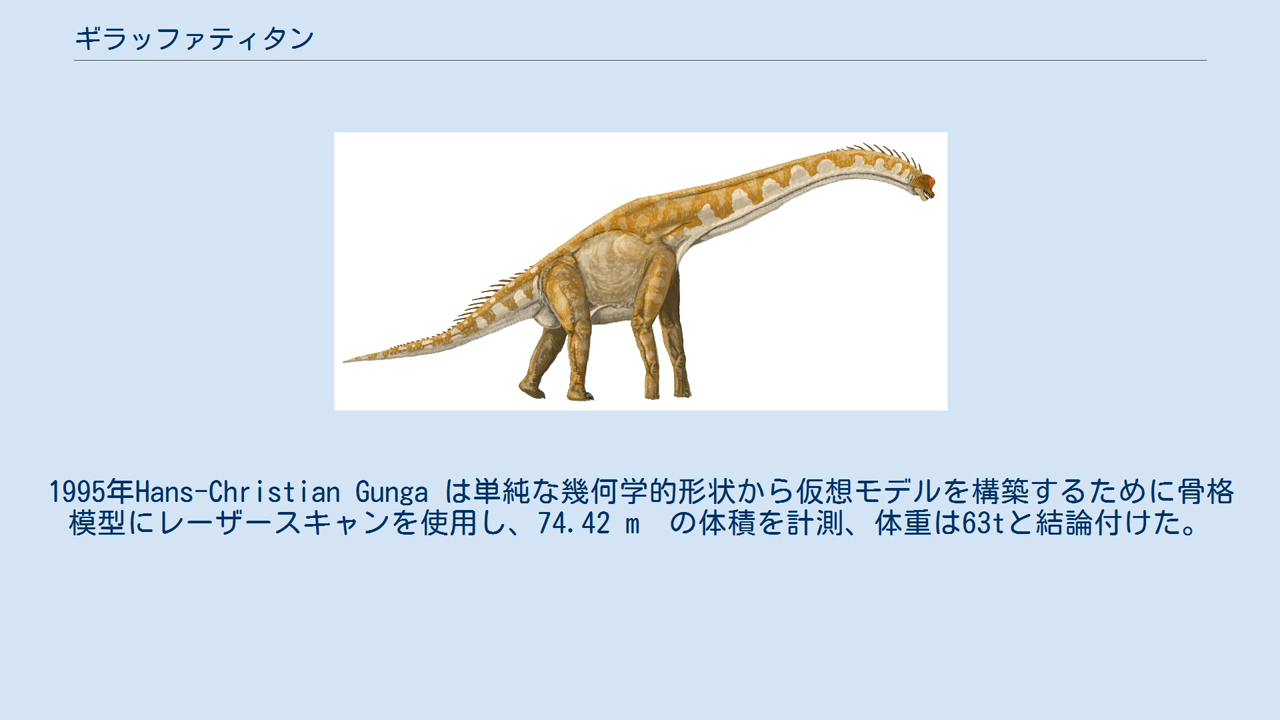 ギラッファティタン
1995年Hans-Christian Gunga は単純な幾何学的形状から仮想モデルを構築するために骨格
模型にレーザースキャンを使用し、74.42 m　の体積を計測、体重は63tと結論付けた。